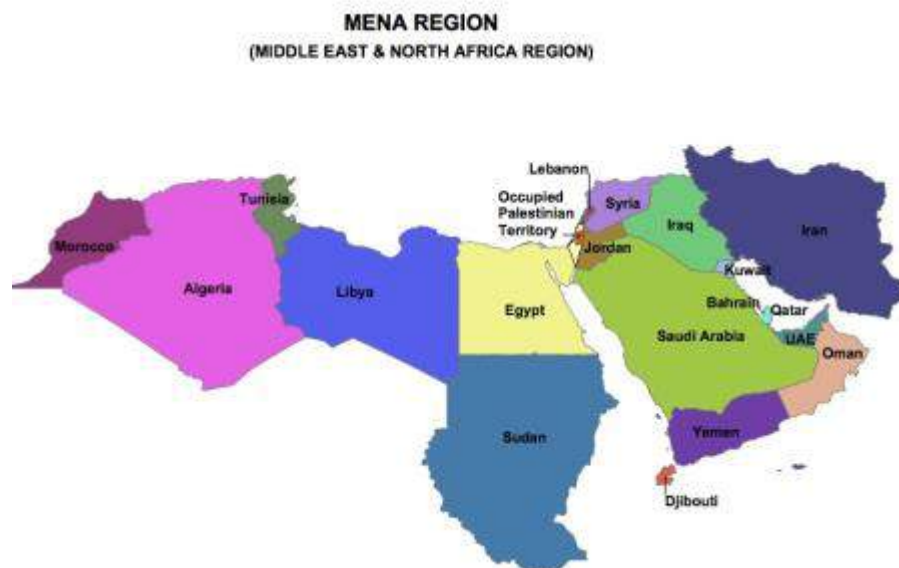 MENA REGION
(MIDDLE EAST & NORTH AFRICA REGION)
Lebanon
Tunisia
Occupied
Palestinian
Territory
Syria
Morocco
Jordan
Iraq
Iran
Algeria
Libya
Egypt
Kuwait
Bahrain
Qatar
Saudi Arabia
UAE
Oman
Sudan
Yemen
Djibouti